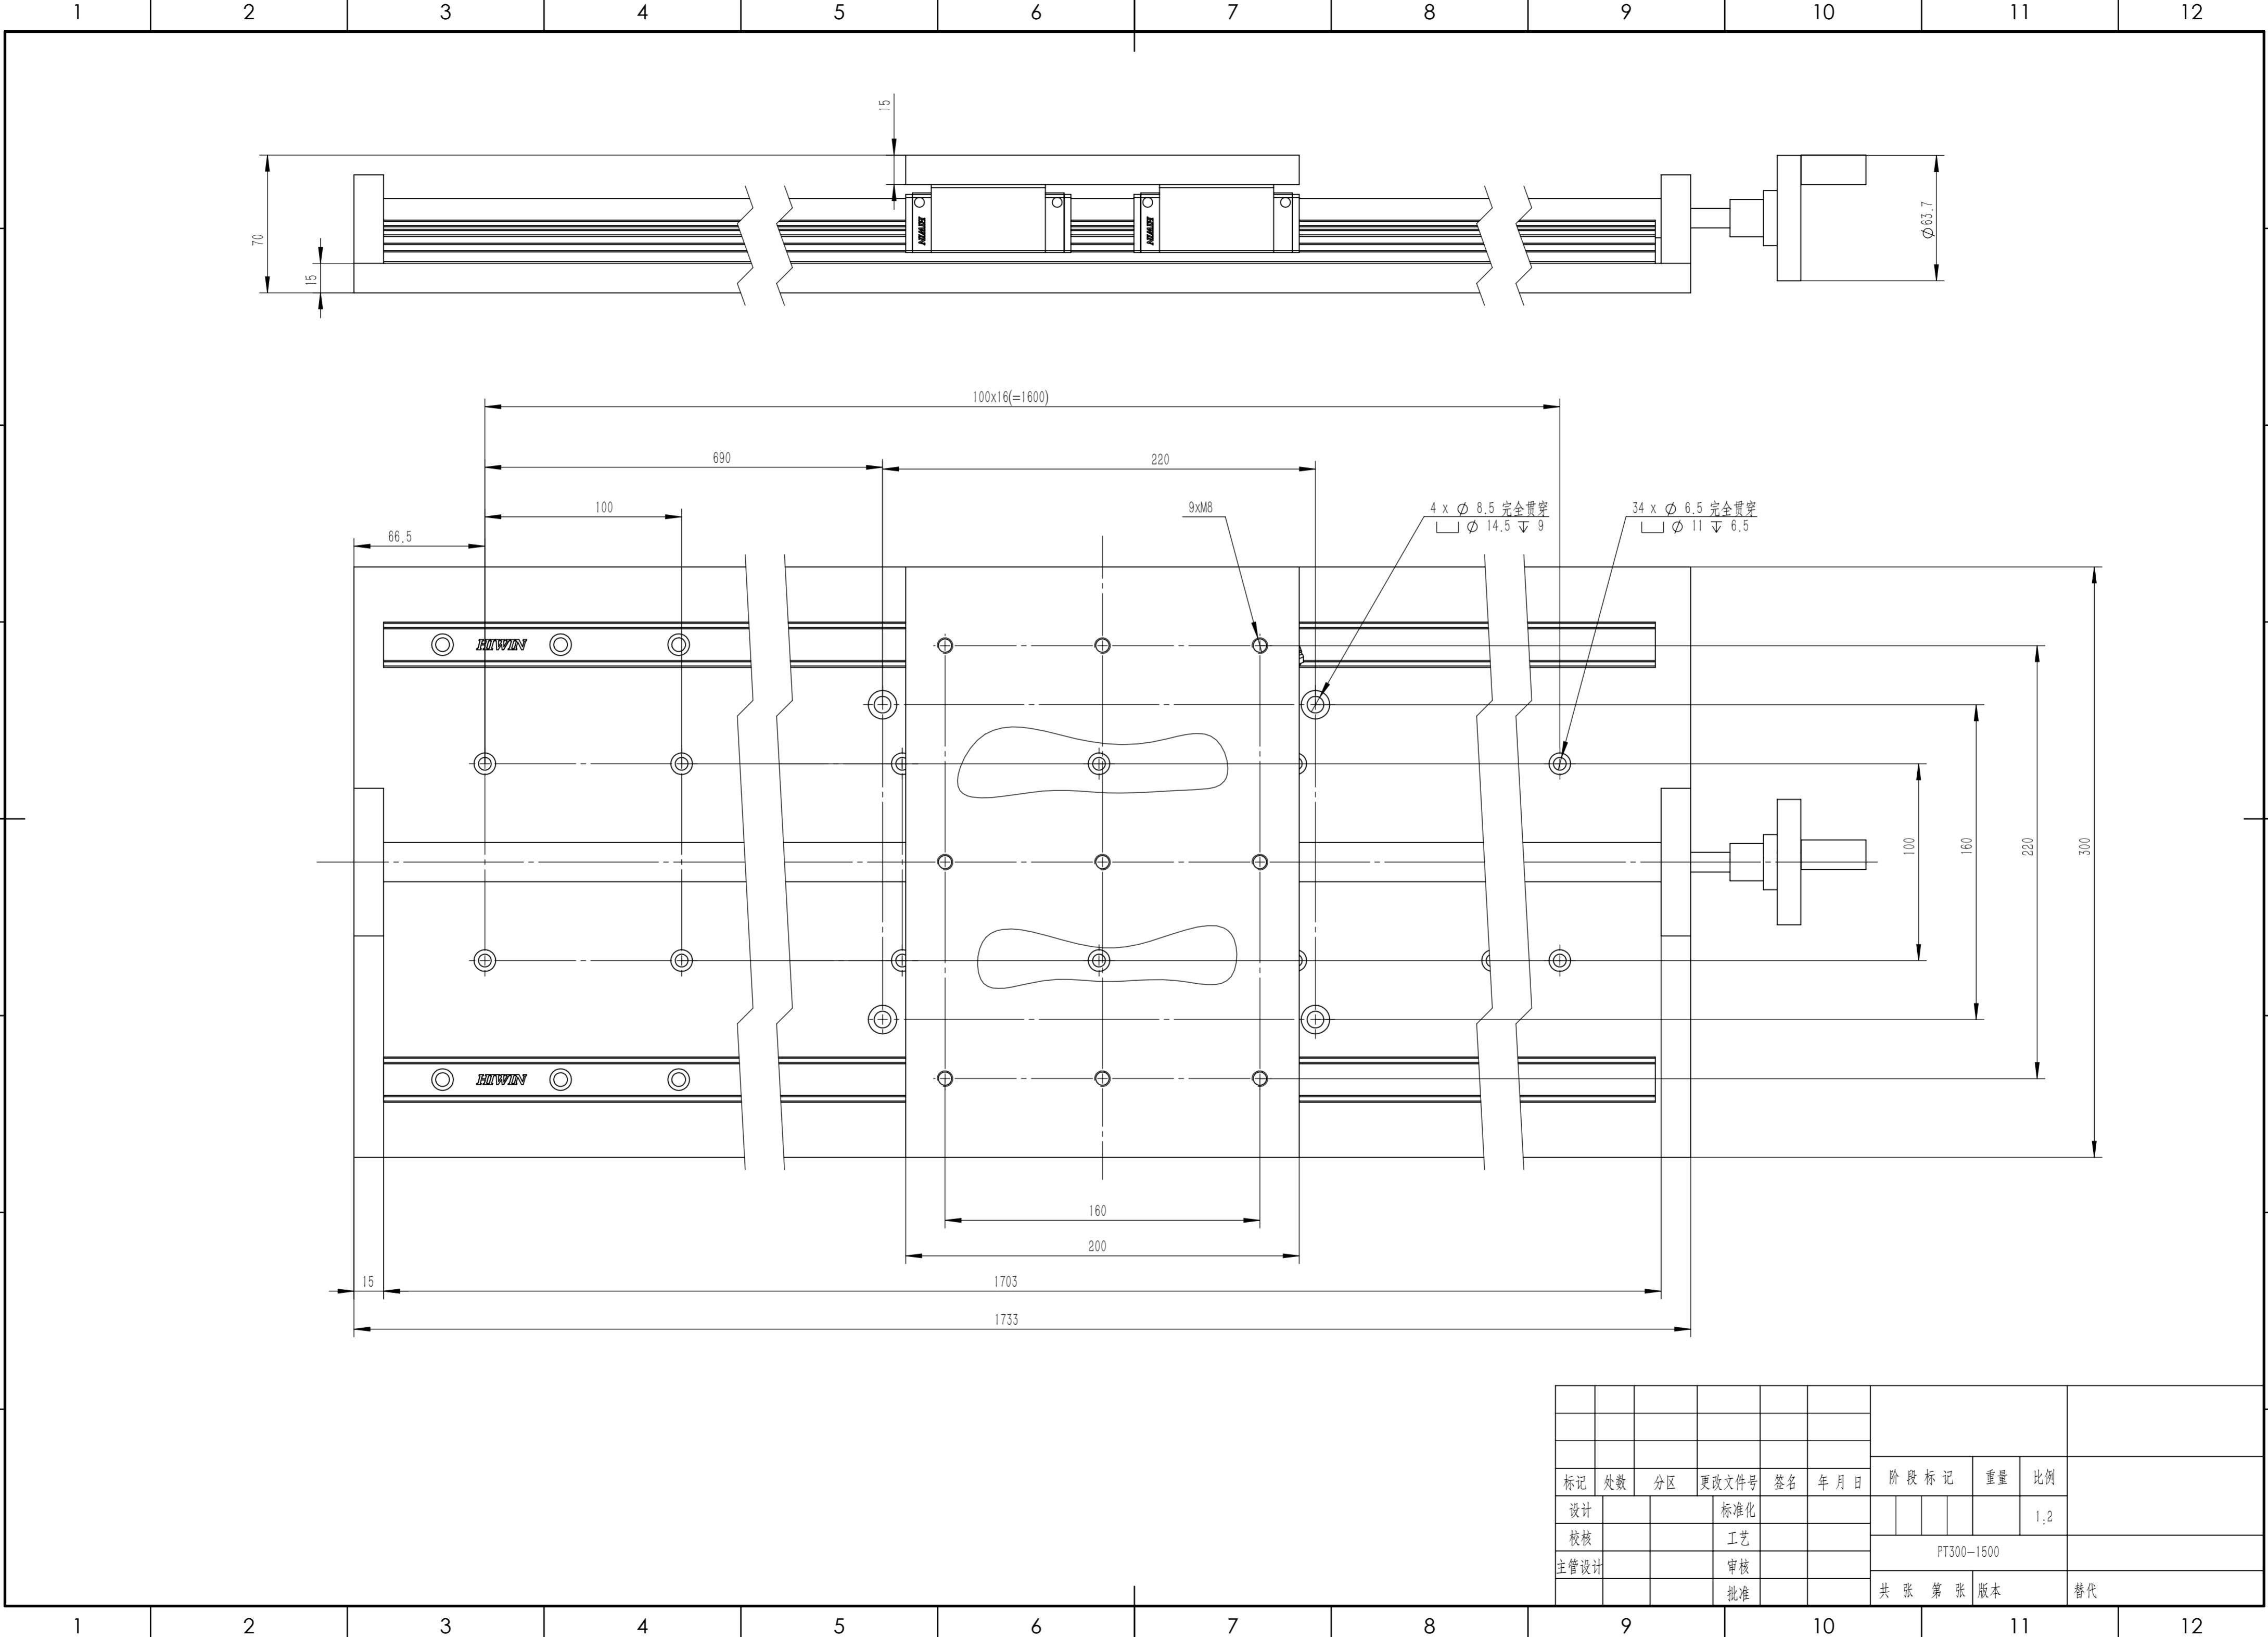 1 2 3 4 5 6 7 8 9 10 11 12
15
70
15
HIWIN HIWIN
Ø63.7
100x16(=1600)
690
220
100
9xM8
4 x Ø 8.5 完全贯穿
⌴ Ø 14.5 ↧ 9
34 x Ø 6.5 完全贯穿
⌴ Ø 11 ↧ 6.5
66.5
HIWIN
100
160
220
300
HIWIN
160
200
15
1703
1733
标记 处数 分区 更改文件号 签名 年 月 日 阶 段 标 记 重量 比例
设计 标准化 1:2
校核 工艺
PT300-1500
主管设计 审核
批准 共 张 第 张 版本 替代
1 2 3 4 5 6 7 8 9 10 11 12